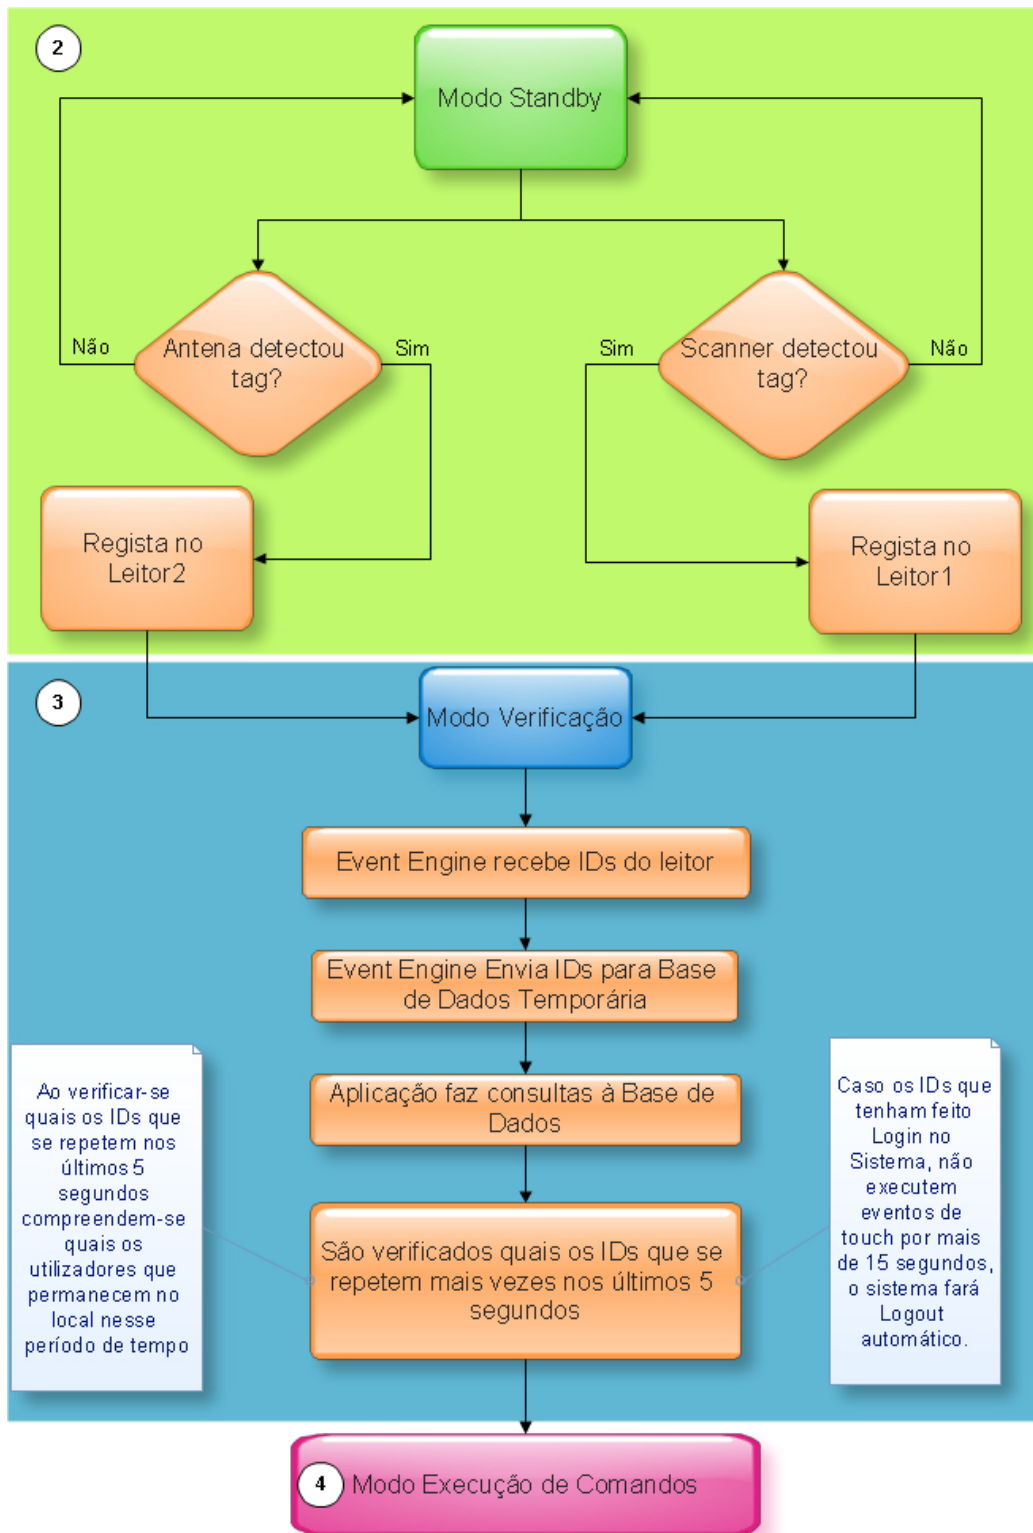 2
Modo Standby
Não
Antena detectou
tag?
Sim
Sim
Scanner detectou
tag?
Não
Regista no
Leitor2
Regista no
Leitor1
3
Modo Verificação
Event Engine recebe IDs do leitor
Event Engine Envia IDs para Base
de Dados Temporária
Aplicação faz consultas à Base de
Dados
Ao verificar-se
quais os IDs que
se repetem nos
últimos 5
segundos
compreendem-se
quais os
utilizadores que
permanecem no
local nesse
período de tempo
São verificados quais os IDs que se
repetem mais vezes nos últimos 5
segundos
Caso os IDs que
tenham feito
Login no
Sistema, não
executem
eventos de
touch por mais
de 15 segundos,
o sistema fará
Logout
automático.
4
Modo Execução de Comandos